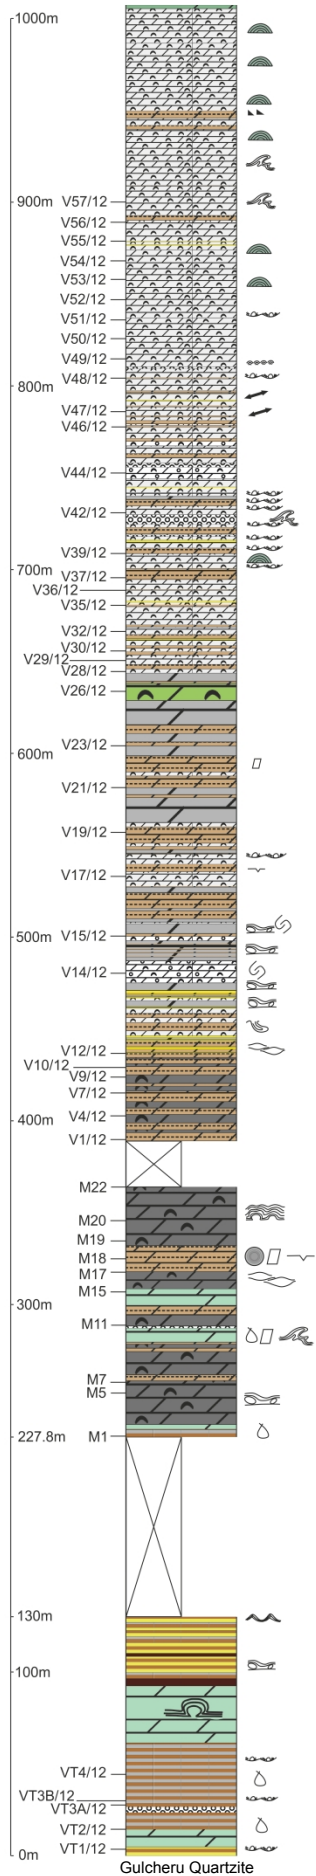 1000m
900m
V57/12
V56/12
V55/12
V54/12
V53/12
V52/12
V51/12
V50/12
V49/12
800m
V48/12
V47/12
V46/12
V44/12
V42/12
V39/12
700m
V37/12
V36/12
V35/12
V32/12
V30/12
V29/12
V28/12
V26/12
600m
V23/12
V21/12
V19/12
V17/12
500m
V15/12
V14/12
V12/12
V10/12
V9/12
V7/12
400m
V4/12
V1/12
M22
M20
M19
M18
M17
M15
300m
M11
M7
M5
227.8m
M1
130m
100m
VT4/12
VT3B/12
VT3A/12
VT2/12
VT1/12
0m
Gulcheru Quartzite